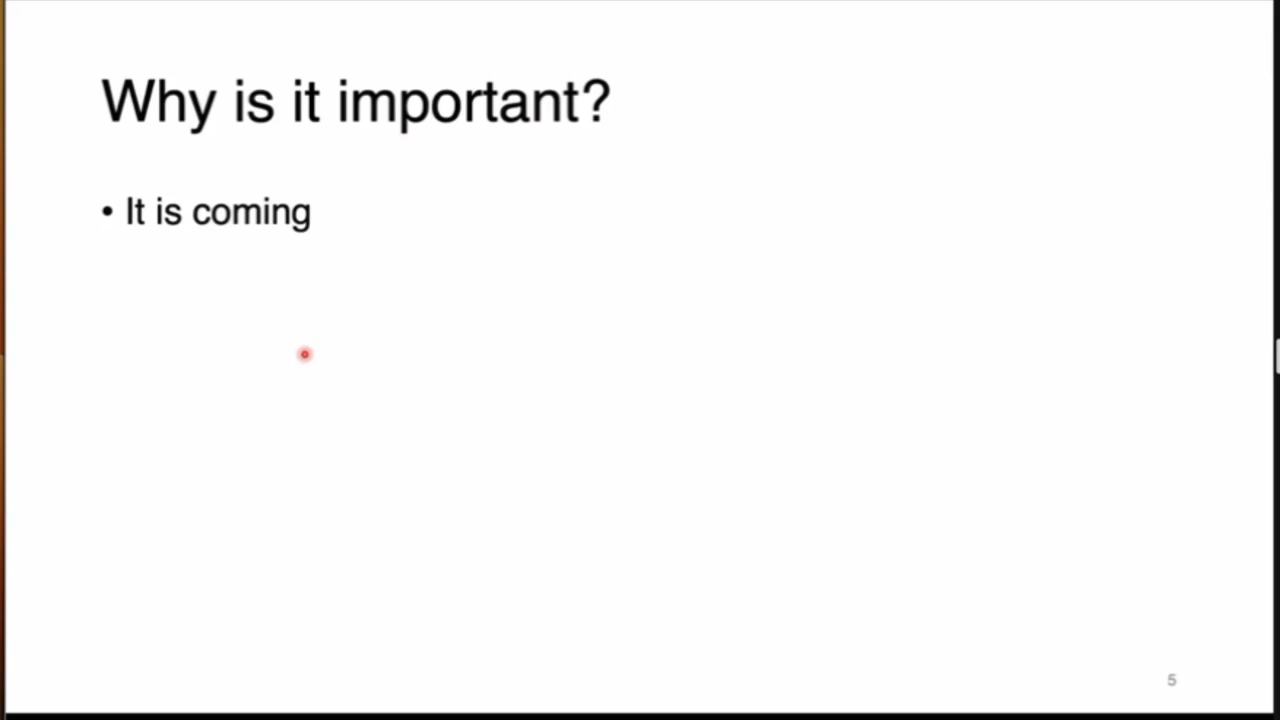 Why is it important?
• It is coming
5